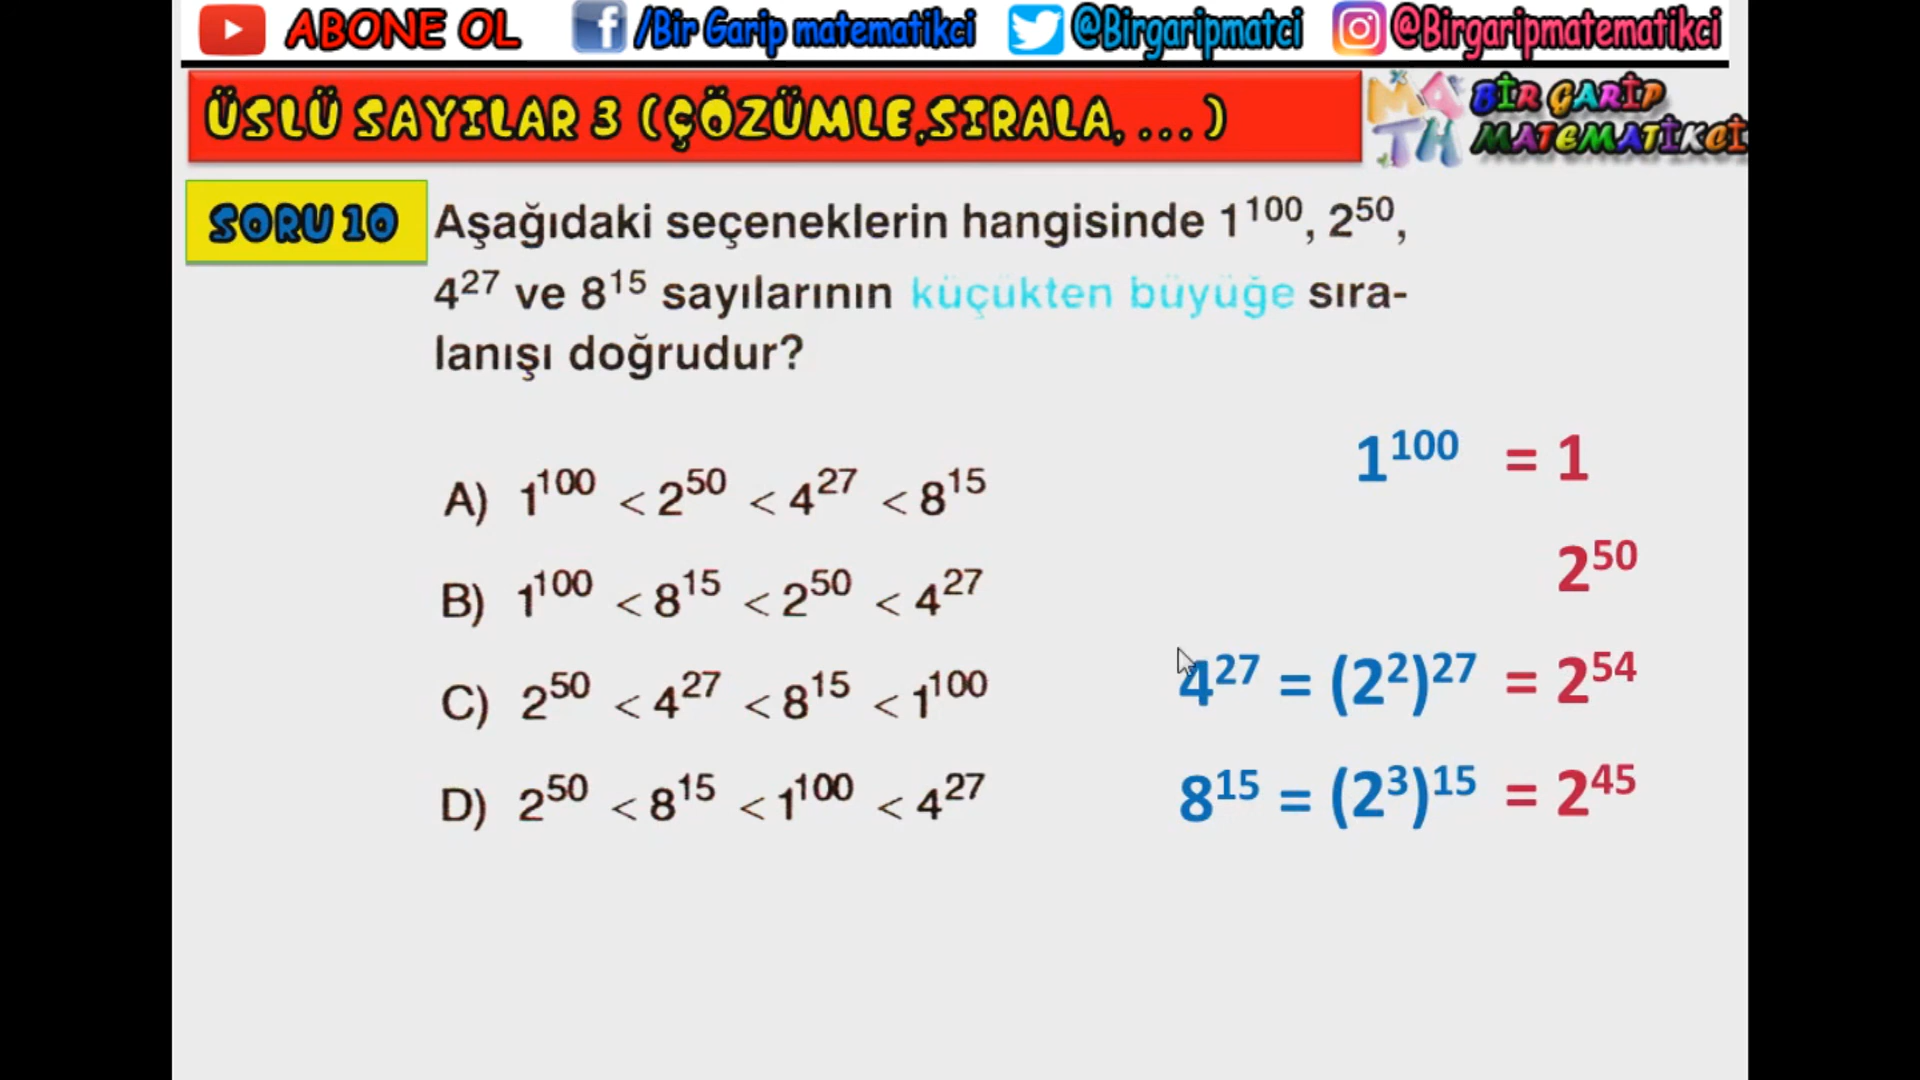 ABONE OL /Bir Garip matematikci @Birgaripmatci @Birgaripmatematikci
ÜSLÜ SAYILAR 3 (ÇÖZÜMLE,SIRALA, ... )
MATH
BİR GARİP
MATEMATİKCİ
SORU 10
Aşağıdaki seçeneklerin hangisinde 1¹⁰⁰, 2⁵⁰,
4²⁷ ve 8¹⁵ sayılarının küçükten büyüğe sıra-
lanışı doğrudur?
A) 1¹⁰⁰ < 2⁵⁰ < 4²⁷ < 8¹⁵
B) 1¹⁰⁰ < 8¹⁵ < 2⁵⁰ < 4²⁷
C) 2⁵⁰ < 4²⁷ < 8¹⁵ < 1¹⁰⁰
D) 2⁵⁰ < 8¹⁵ < 1¹⁰⁰ < 4²⁷
1¹⁰⁰ = 1
2⁵⁰
4²⁷ = (2²)²⁷ = 2⁵⁴
8¹⁵ = (2³)¹⁵ = 2⁴⁵